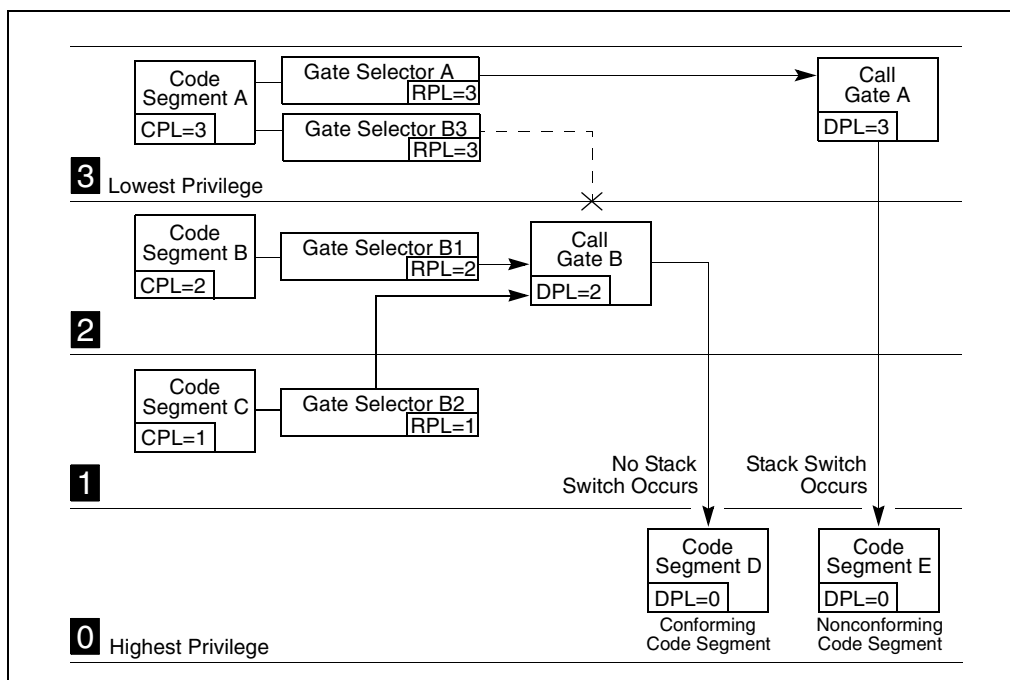 Code
Segment A
CPL=3
Gate Selector A
RPL=3
Gate Selector B3
RPL=3
Call
Gate A
DPL=3
3 Lowest Privilege
Code
Segment B
CPL=2
Gate Selector B1
RPL=2
Call
Gate B
DPL=2
2
Code
Segment C
CPL=1
Gate Selector B2
RPL=1
1
No Stack
Switch Occurs
Stack Switch
Occurs
Code
Segment D
DPL=0
Conforming
Code Segment
Code
Segment E
DPL=0
Nonconforming
Code Segment
0 Highest Privilege